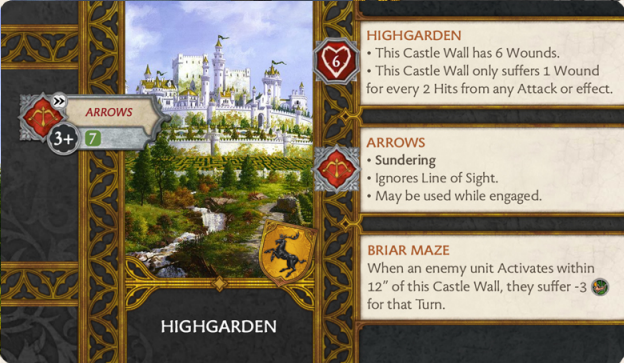 ARROWS
3+ 7
HIGHGARDEN
6
HIGHGARDEN
• This Castle Wall has 6 Wounds.
• This Castle Wall only suffers 1 Wound
for every 2 Hits from any Attack or effect.
ARROWS
• Sundering
• Ignores Line of Sight.
• May be used while engaged.
BRIAR MAZE
When an enemy unit Activates within
12” of this Castle Wall, they suffer -3
for that Turn.